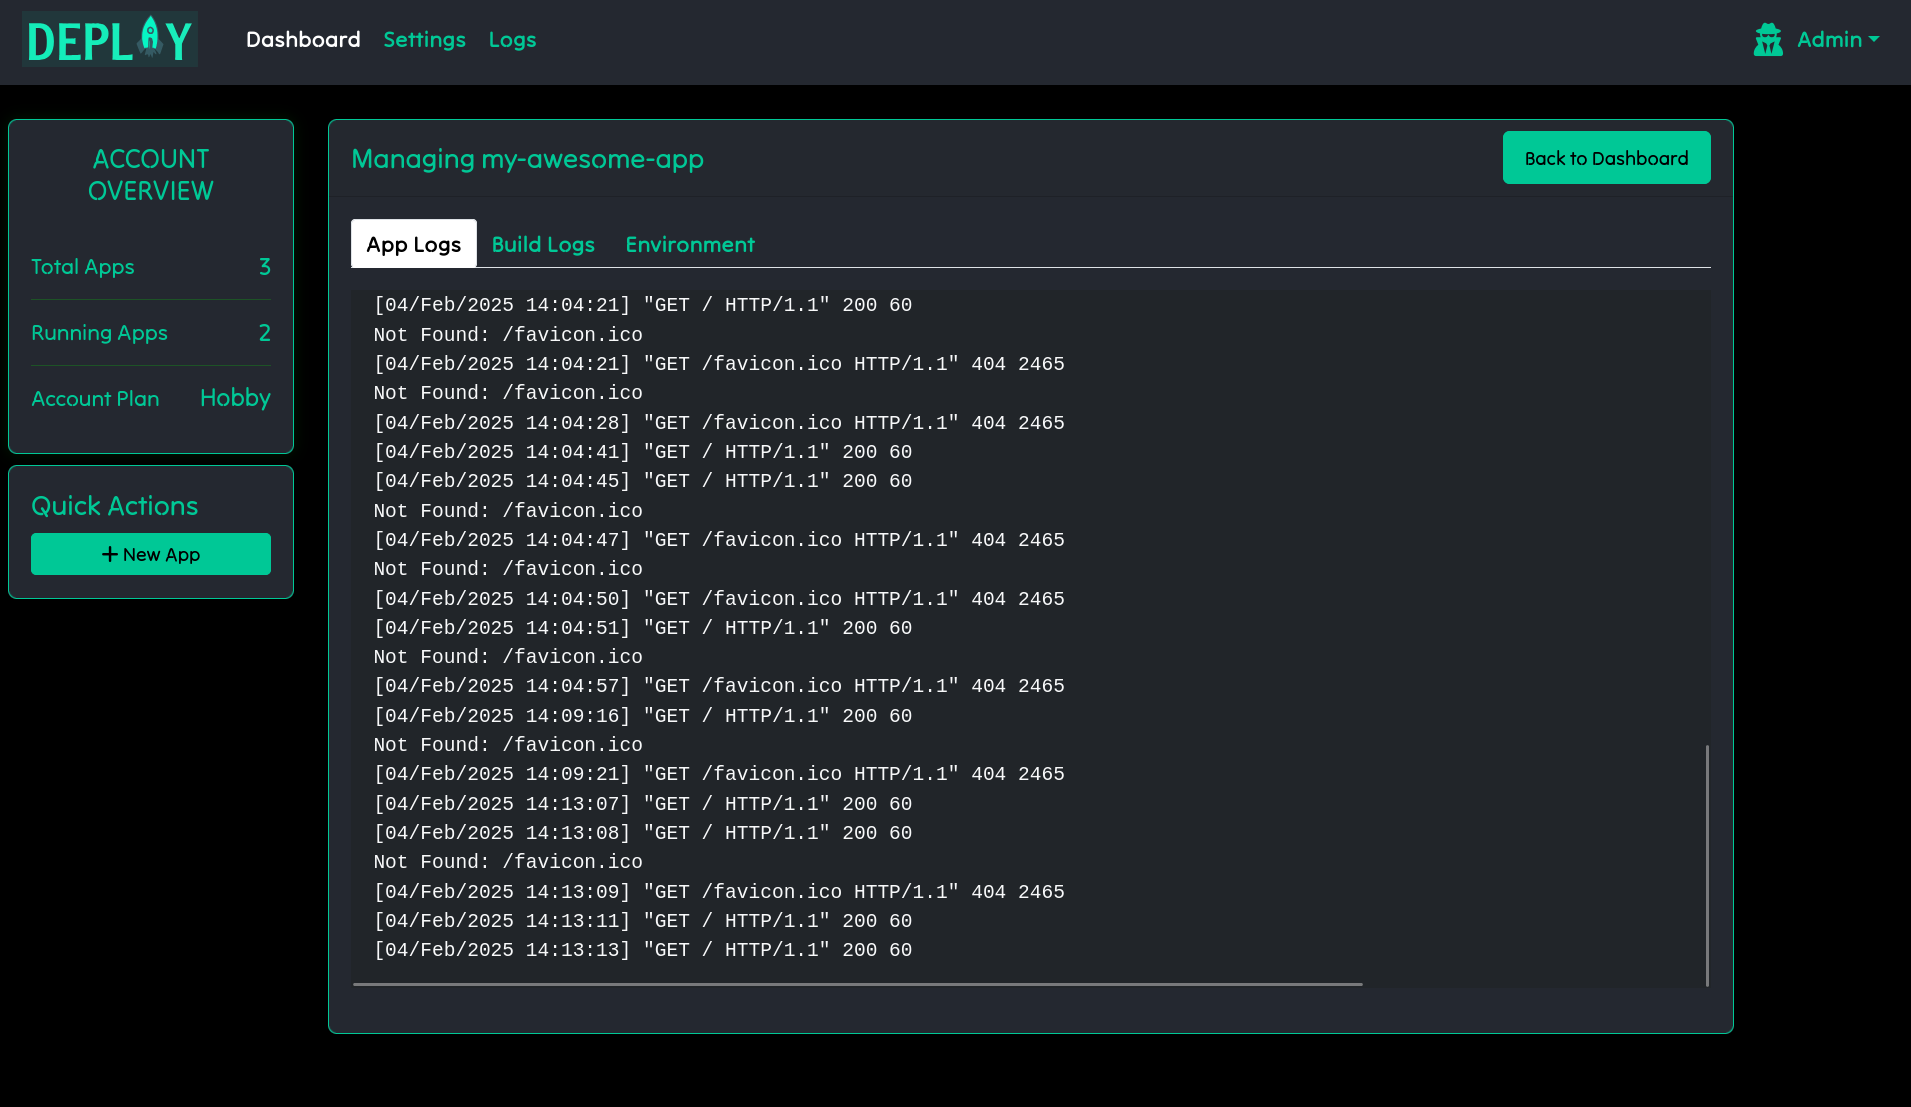 DEPLOY
Dashboard Settings Logs
Admin
ACCOUNT
OVERVIEW
Total Apps 3
Running Apps 2
Account Plan Hobby
Quick Actions
+ New App
Managing my-awesome-app
Back to Dashboard
App Logs Build Logs Environment
[04/Feb/2025 14:04:21] "GET / HTTP/1.1" 200 60
Not Found: /favicon.ico
[04/Feb/2025 14:04:21] "GET /favicon.ico HTTP/1.1" 404 2465
Not Found: /favicon.ico
[04/Feb/2025 14:04:28] "GET /favicon.ico HTTP/1.1" 404 2465
[04/Feb/2025 14:04:41] "GET / HTTP/1.1" 200 60
[04/Feb/2025 14:04:45] "GET / HTTP/1.1" 200 60
Not Found: /favicon.ico
[04/Feb/2025 14:04:47] "GET /favicon.ico HTTP/1.1" 404 2465
Not Found: /favicon.ico
[04/Feb/2025 14:04:50] "GET /favicon.ico HTTP/1.1" 404 2465
[04/Feb/2025 14:04:51] "GET / HTTP/1.1" 200 60
Not Found: /favicon.ico
[04/Feb/2025 14:04:57] "GET /favicon.ico HTTP/1.1" 404 2465
[04/Feb/2025 14:09:16] "GET / HTTP/1.1" 200 60
Not Found: /favicon.ico
[04/Feb/2025 14:09:21] "GET /favicon.ico HTTP/1.1" 404 2465
[04/Feb/2025 14:13:07] "GET / HTTP/1.1" 200 60
[04/Feb/2025 14:13:08] "GET / HTTP/1.1" 200 60
Not Found: /favicon.ico
[04/Feb/2025 14:13:09] "GET /favicon.ico HTTP/1.1" 404 2465
[04/Feb/2025 14:13:11] "GET / HTTP/1.1" 200 60
[04/Feb/2025 14:13:13] "GET / HTTP/1.1" 200 60